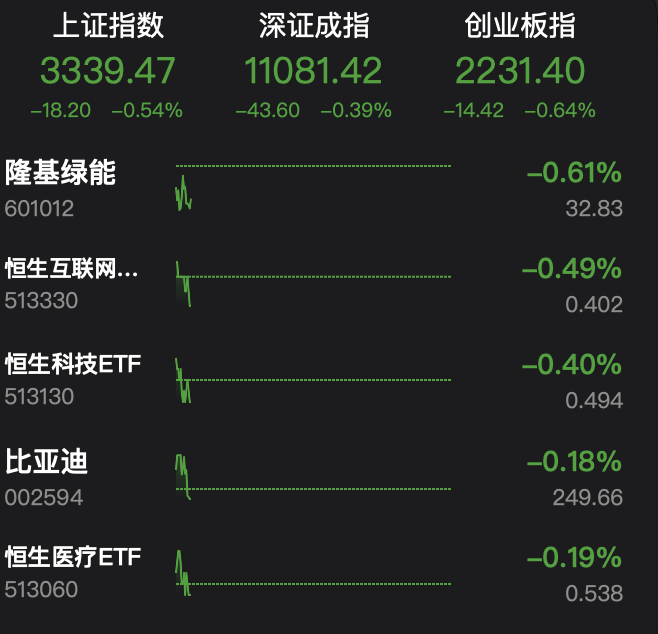 上证指数 深证成指 创业板指
3339.47 11081.42 2231.40
−18.20 −0.54% −43.60 −0.39% −14.42 −0.64%
隆基绿能 −0.61%
601012 32.83
恒生互联网... −0.49%
513330 0.402
恒生科技ETF −0.40%
513130 0.494
比亚迪 −0.18%
002594 249.66
恒生医疗ETF −0.19%
513060 0.538